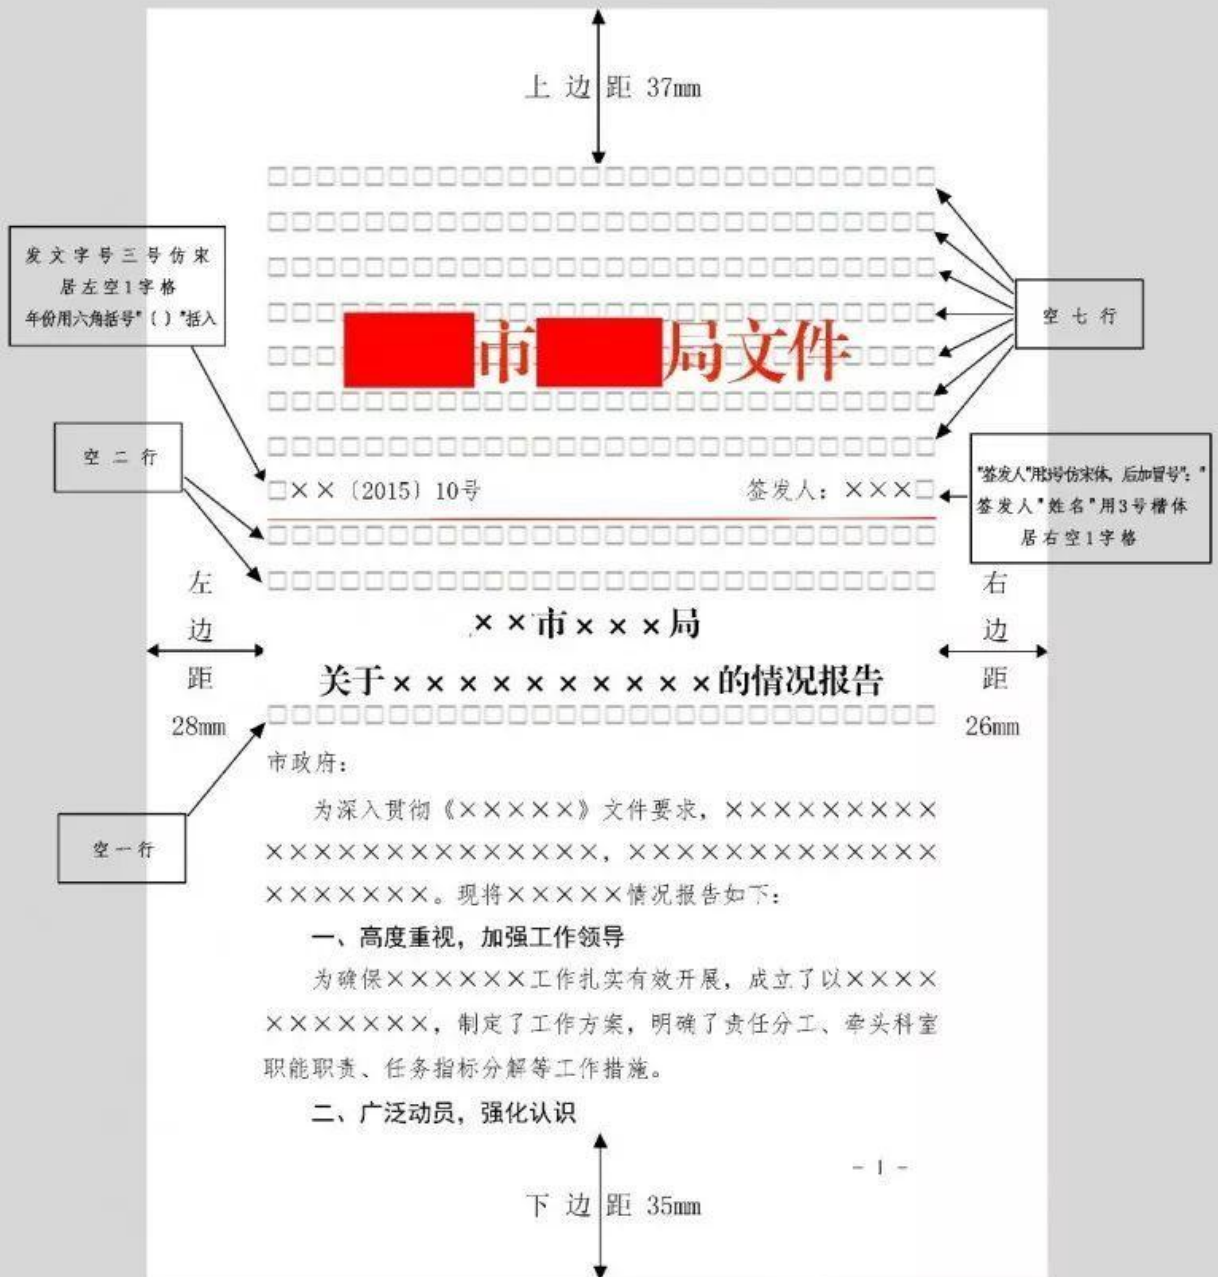 上边距 37mm
□□□□□□□□□□□□□□□□□□□□□□□□□□□□
□□□□□□□□□□□□□□□□□□□□□□□□□□□□
□□□□□□□□□□□□□□□□□□□□□□□□□□□□
发文字号三号仿宋
居左空1字格
年份用六角括号"〔〕"括入
空七行
市 局文件
空二行
□××〔2015〕10号 签发人：×××□
"签发人"用3号仿宋体，后加冒号"："
签发人"姓名"用3号楷体
居右空1字格
□□□□□□□□□□□□□□□□□□□□□□□□□□□□
□□□□□□□□□□□□□□□□□□□□□□□□□□□□
左边距 28mm
右边距 26mm
××市×××局
关于××××××××××的情况报告
□□□□□□□□□□□□□□□□□□□□□□□□□□□□
空一行
市政府：
为深入贯彻《×××××》文件要求，×××××××××
××××××××××××××，×××××××××××××
×××××××。现将×××××情况报告如下：
一、高度重视，加强工作领导
为确保××××××工作扎实有效开展，成立了以××××
×××××××，制定了工作方案，明确了责任分工、牵头科室
职能职责、任务指标分解等工作措施。
二、广泛动员，强化认识
- 1 -
下边距 35mm